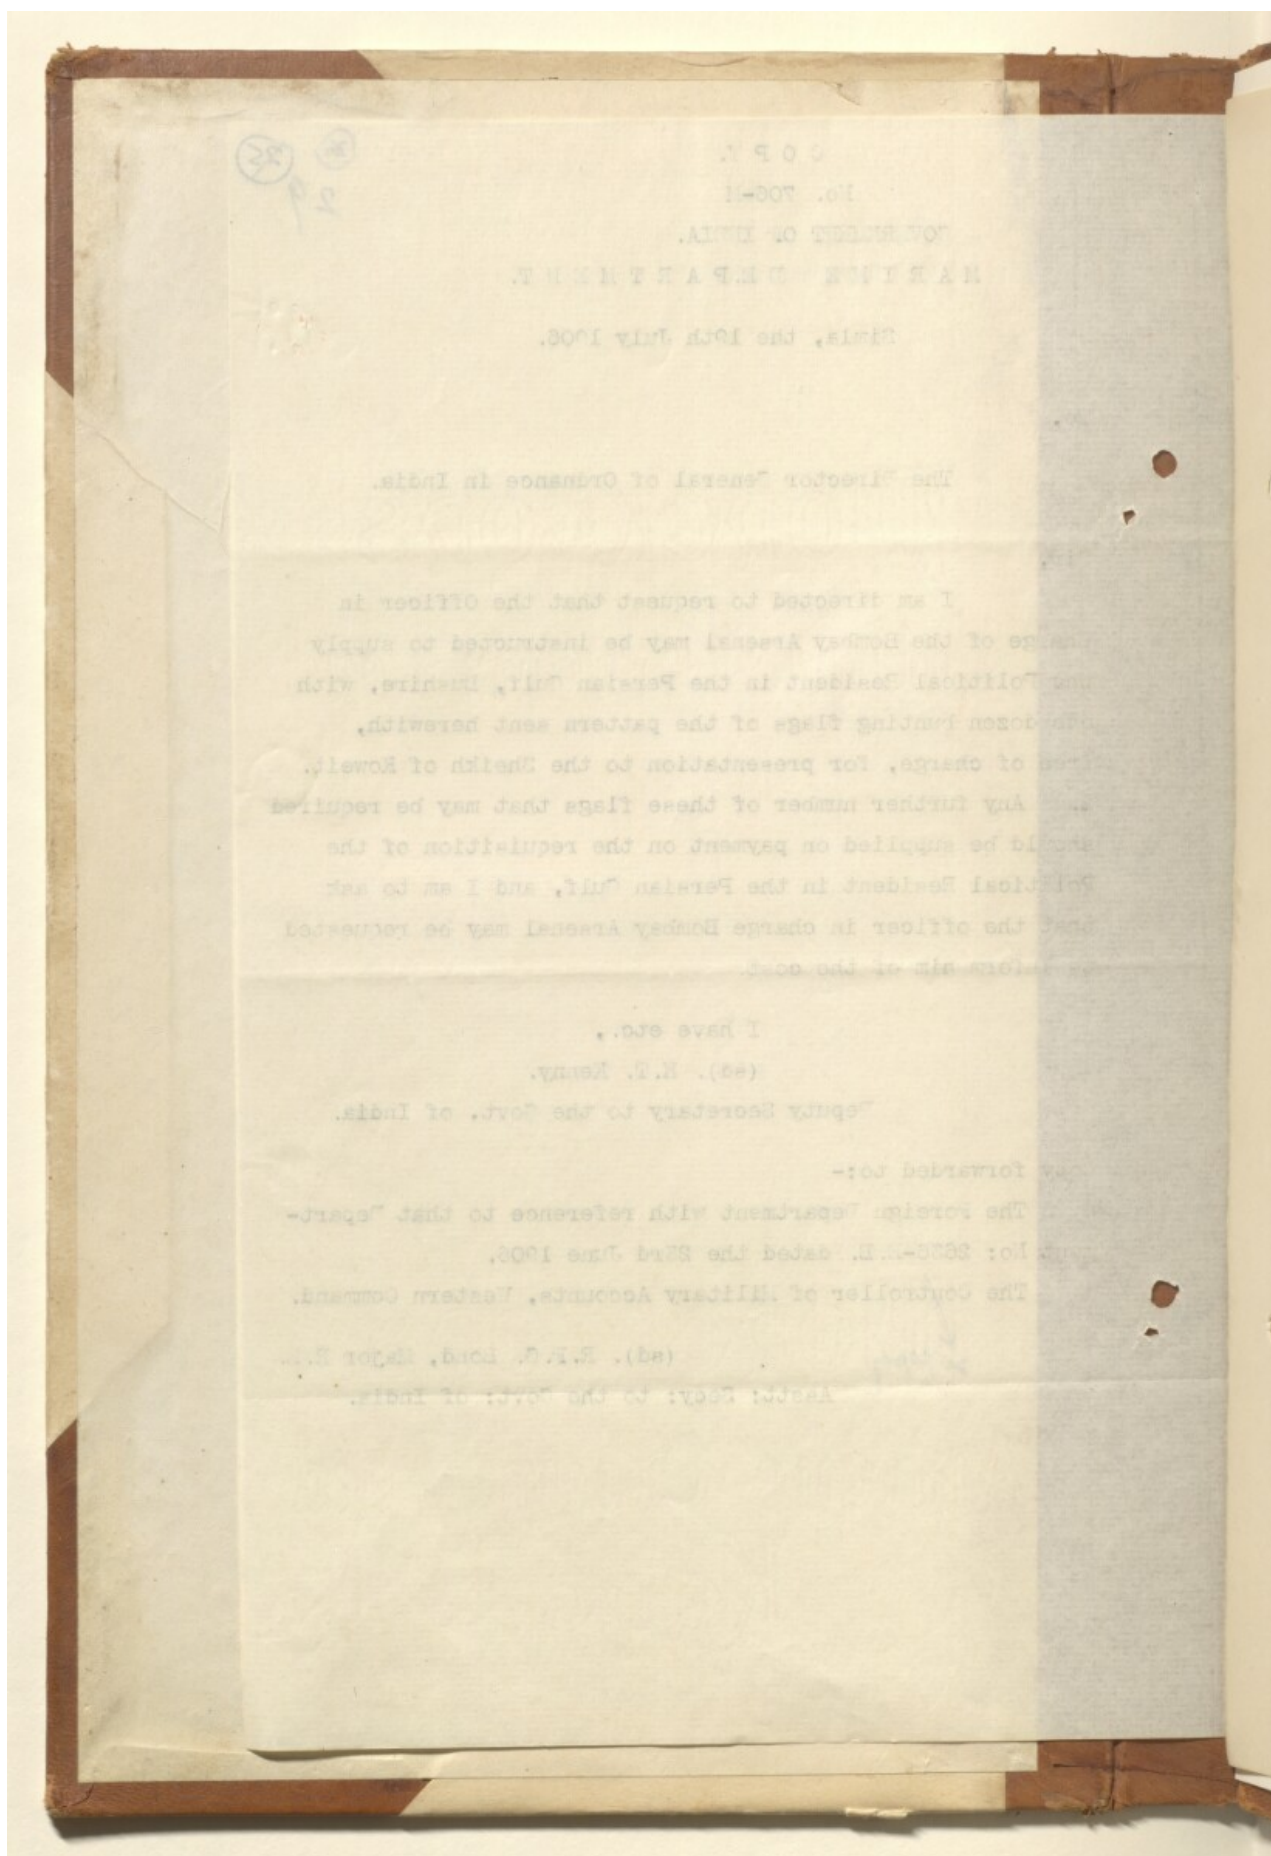 25
29
COPY.
No. 706-M
GOVERNMENT OF INDIA.
MARINE DEPARTMENT.
Simla, the 10th July 1906.
The Director General of Ordnance in India.
I am directed to request that the Officer in
charge of the Bombay Arsenal may be instructed to supply
the Political Resident in the Persian Gulf, Bushire, with
dozen bunting flags of the pattern sent herewith,
free of charge, for presentation to the Sheikh of Koweit.
Any further number of these flags that may be required
should be supplied on payment on the requisition of the
Political Resident in the Persian Gulf, and I am to ask
that the officer in charge Bombay Arsenal may be requested
to inform him of the cost
I have etc.,
(sd). Kenny.
Deputy Secretary to the Govt. of India.
Copy forwarded to:-
The Foreign Department with reference to that Depart-
ment No: dated the 23rd June 1906.
The Controller of Military Accounts, Western Command.
(sd). R.F.G. Bond, Major R.E.
Asstt: Secy: to the Govt: of India.